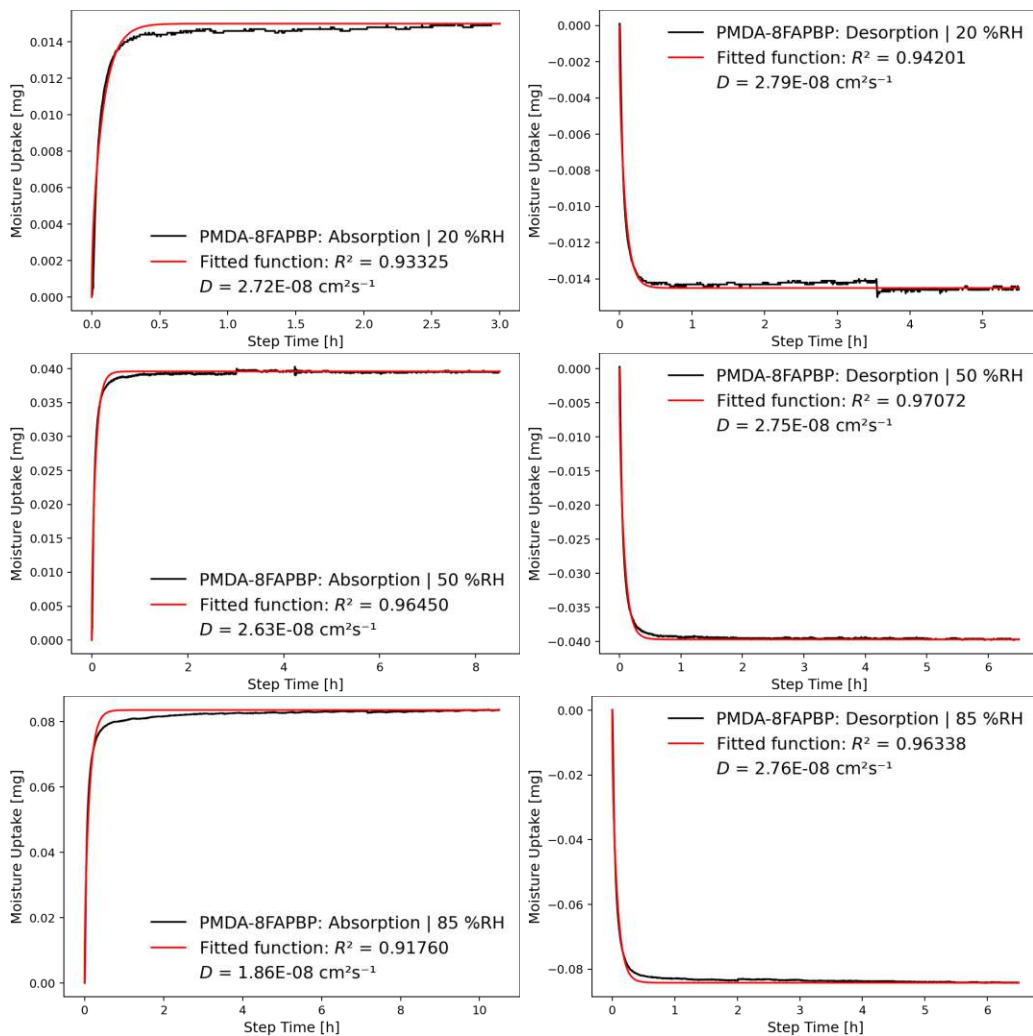 0.014
0.012
0.010
0.008
0.006
0.004
0.002
0.000
Moisture Uptake [mg]
PMDA-8FAPBP: Absorption | 20 %RH
Fitted function: R² = 0.93325
D = 2.72E-08 cm²s⁻¹
0.0 0.5 1.0 1.5 2.0 2.5 3.0
Step Time [h]
0.000
−0.002
−0.004
−0.006
−0.008
−0.010
−0.012
−0.014
Moisture Uptake [mg]
PMDA-8FAPBP: Desorption | 20 %RH
Fitted function: R² = 0.94201
D = 2.79E-08 cm²s⁻¹
0 1 2 3 4 5
Step Time [h]
0.040
0.035
0.030
0.025
0.020
0.015
0.010
0.005
0.000
Moisture Uptake [mg]
PMDA-8FAPBP: Absorption | 50 %RH
Fitted function: R² = 0.96450
D = 2.63E-08 cm²s⁻¹
0 2 4 6 8
Step Time [h]
0.000
−0.005
−0.010
−0.015
−0.020
−0.025
−0.030
−0.035
−0.040
Moisture Uptake [mg]
PMDA-8FAPBP: Desorption | 50 %RH
Fitted function: R² = 0.97072
D = 2.75E-08 cm²s⁻¹
0 1 2 3 4 5 6
Step Time [h]
0.08
0.06
0.04
0.02
0.00
Moisture Uptake [mg]
PMDA-8FAPBP: Absorption | 85 %RH
Fitted function: R² = 0.91760
D = 1.86E-08 cm²s⁻¹
0 2 4 6 8 10
Step Time [h]
0.00
−0.02
−0.04
−0.06
−0.08
Moisture Uptake [mg]
PMDA-8FAPBP: Desorption | 85 %RH
Fitted function: R² = 0.96338
D = 2.76E-08 cm²s⁻¹
0 1 2 3 4 5 6
Step Time [h]